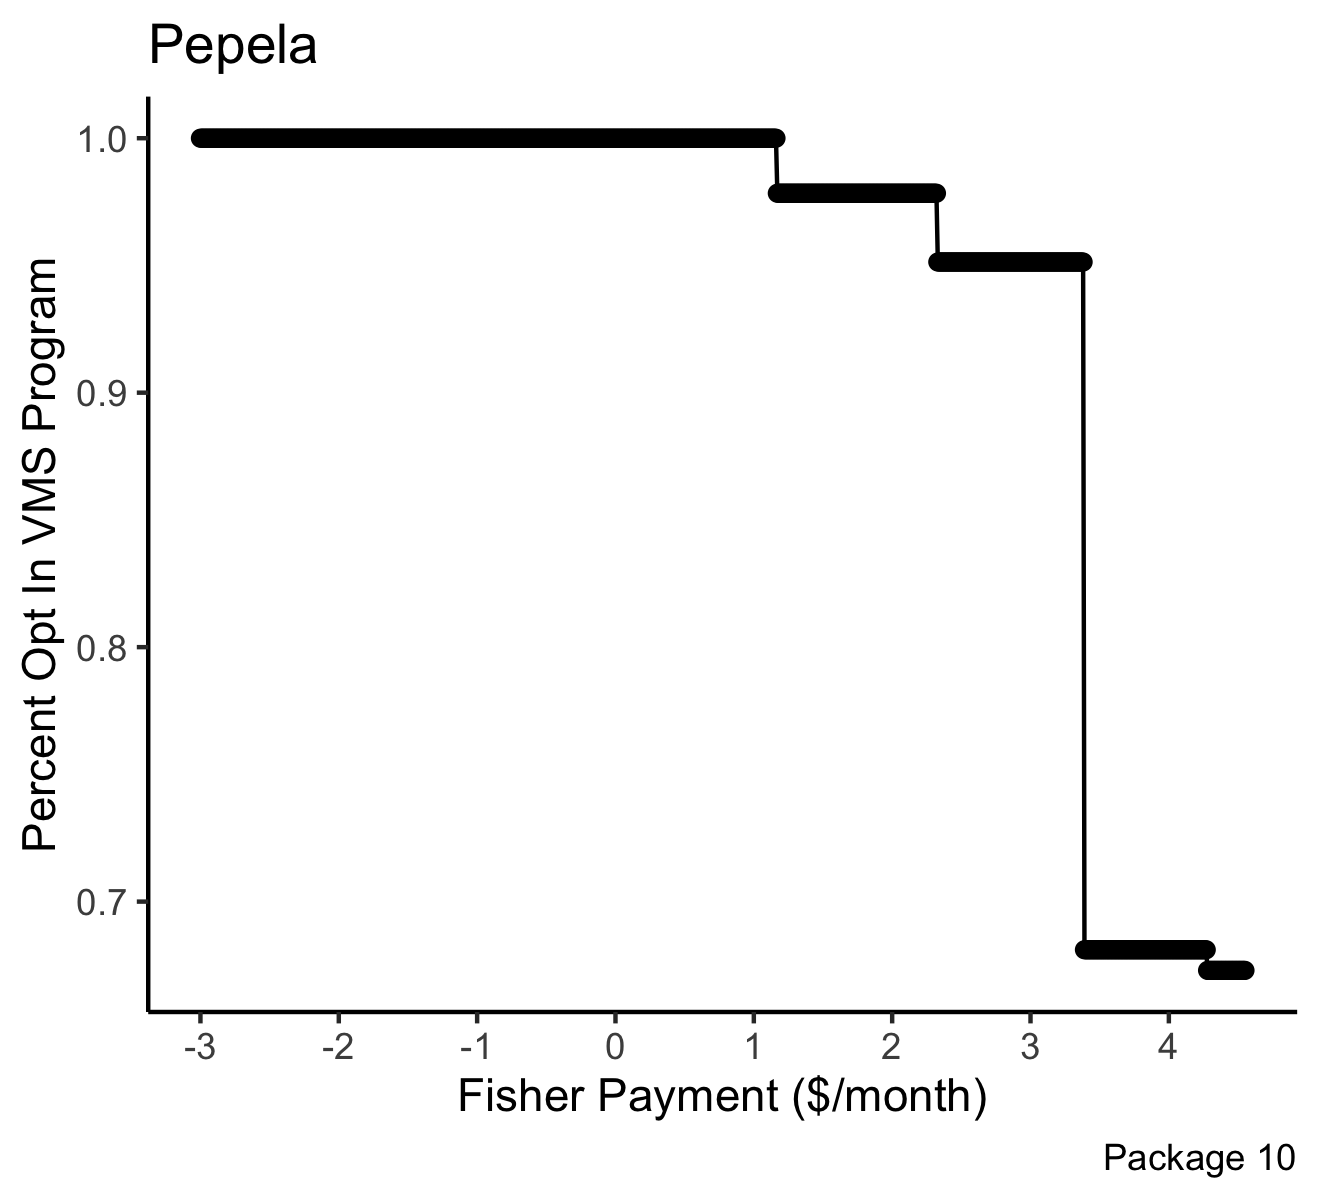 Pepela
Percent Opt In VMS Program
1.0
0.9
0.8
0.7
-3 -2 -1 0 1 2 3 4
Fisher Payment ($/month)
Package 10